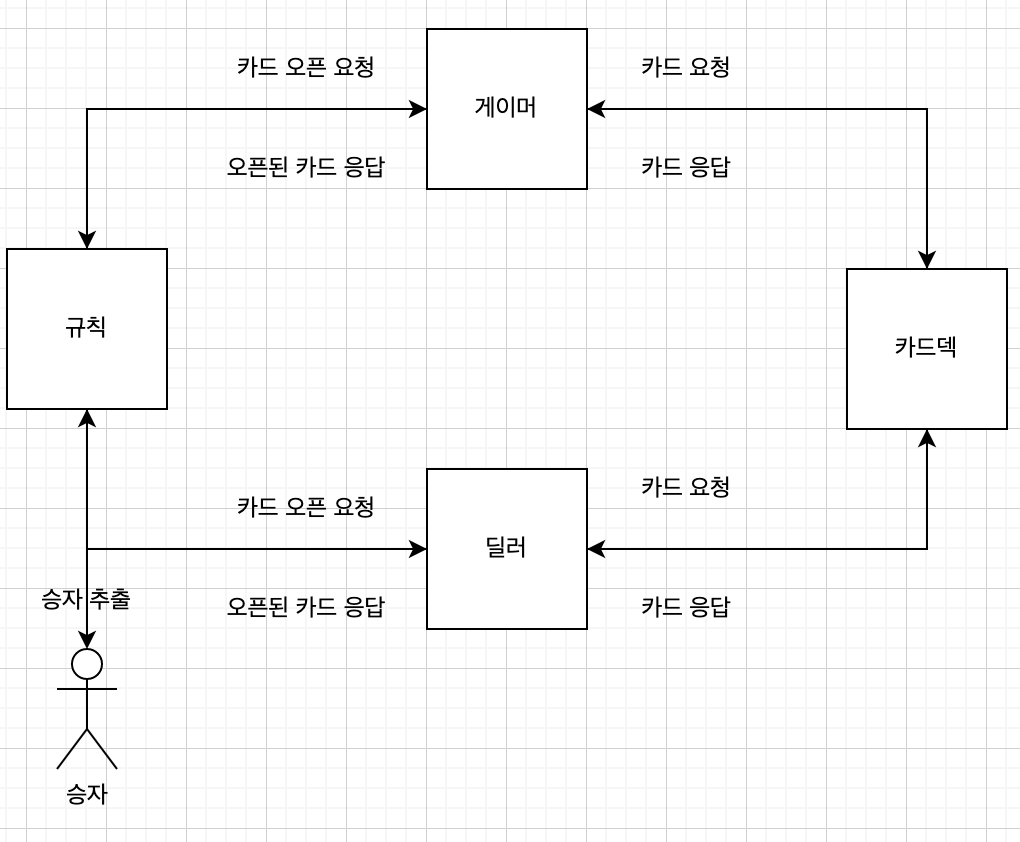 카드 오픈 요청
카드 요청
게이머
오픈된 카드 응답
카드 응답
규칙
카드덱
카드 오픈 요청
카드 요청
딜러
승자 추출
오픈된 카드 응답
카드 응답
승자